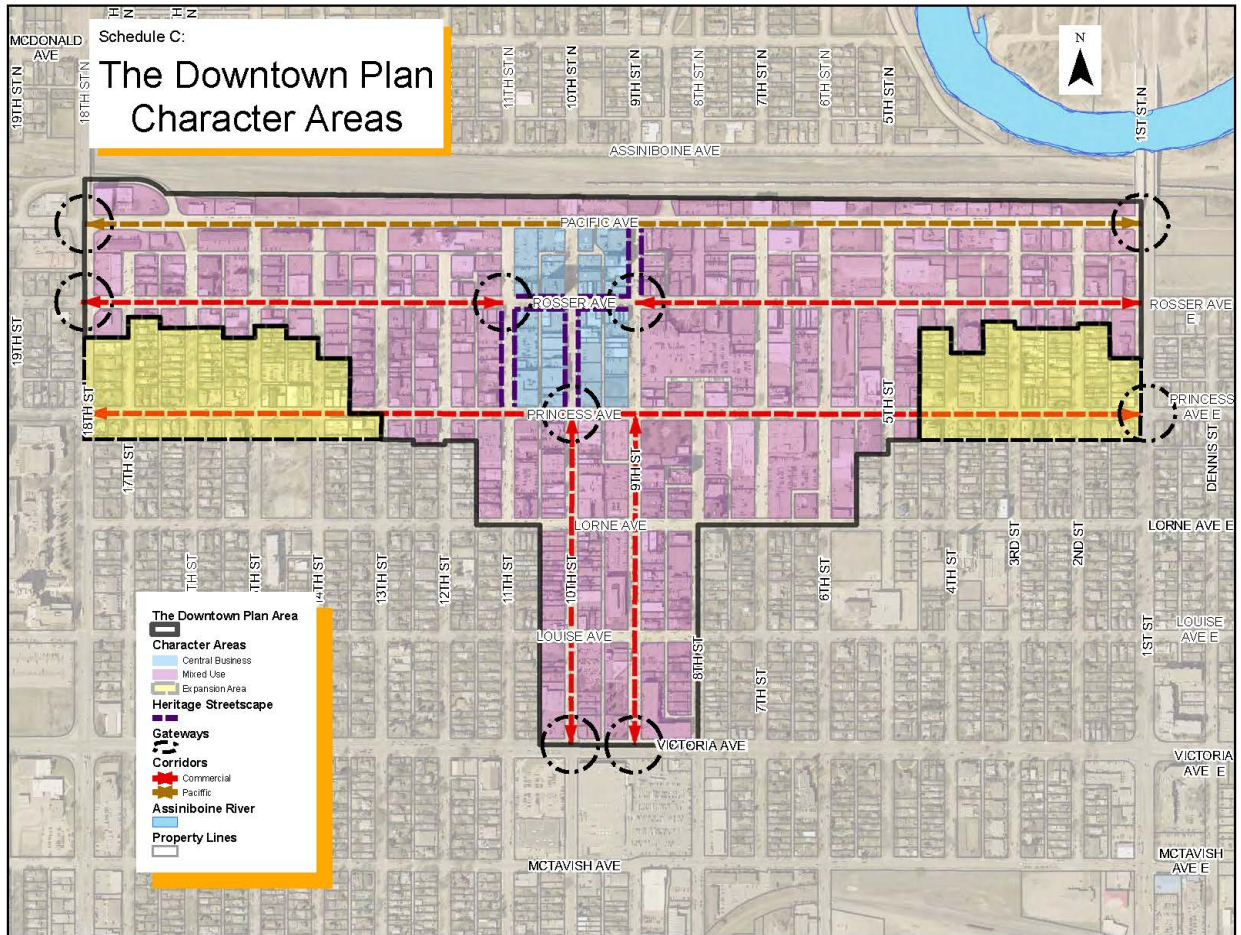 MCDONALD
AVE
19TH ST N
18TH ST N
Schedule C:
The Downtown Plan
Character Areas
11TH ST N
10TH ST N
9TH ST N
8TH ST N
7TH ST N
6TH ST N
5TH ST N
1ST ST N
N
ASSINIBOINE AVE
PACIFIC AVE
ROSSER AVE
ROSSER AVE
E
19TH ST
18TH ST
PRINCESS AVE
PRINCESS
AVE E
5TH ST
9TH ST
17TH ST
DENNIS ST
LORNE AVE
LORNE AVE E
14TH ST
13TH ST
12TH ST
11TH ST
10TH ST
6TH ST
4TH ST
3RD ST
2ND ST
1ST ST
LOUISE AVE
LOUISE
AVE E
8TH ST
7TH ST
VICTORIA AVE
VICTORIA
AVE E
MCTAVISH AVE
MCTAVISH
AVE E
The Downtown Plan Area
Character Areas
Central Business
Mixed Use
Expansion Area
Heritage Streetscape
Gateways
Corridors
Commercial
Paciffic
Assiniboine River
Property Lines